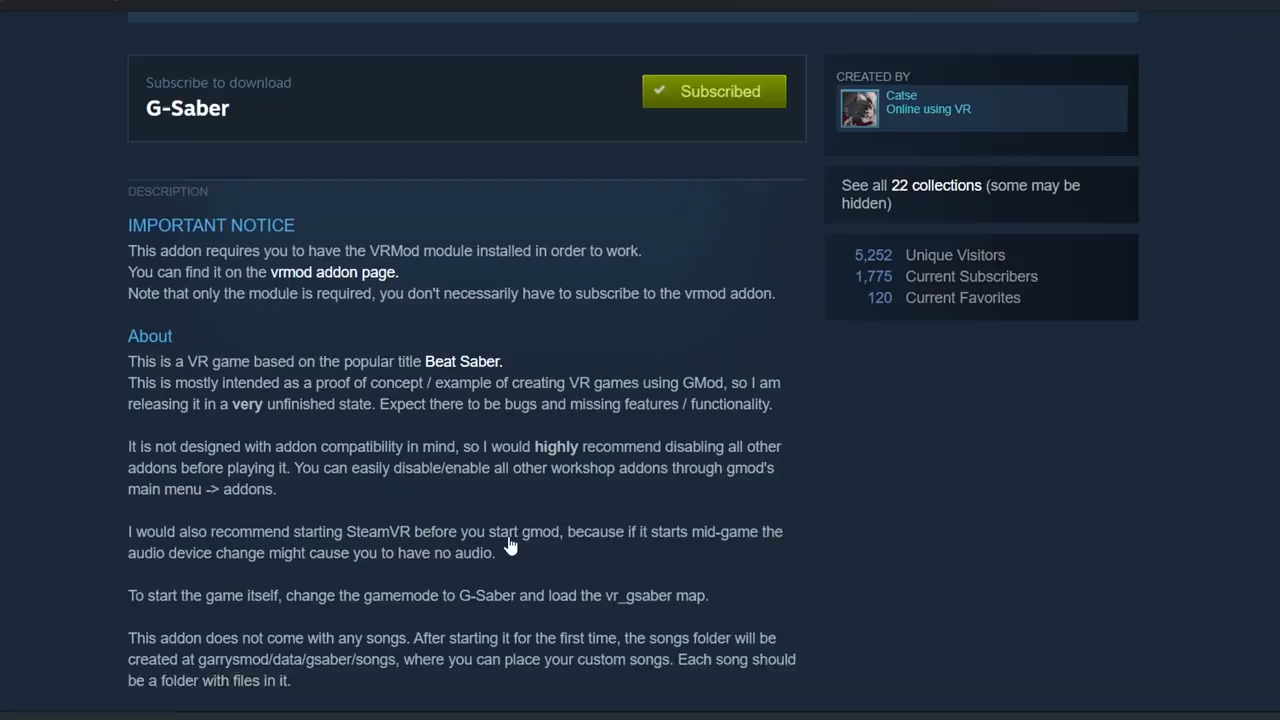 Subscribe to download
G-Saber
Subscribed
CREATED BY
Catse
Online using VR
See all 22 collections (some may be
hidden)
5,252 Unique Visitors
1,775 Current Subscribers
120 Current Favorites
DESCRIPTION
IMPORTANT NOTICE
This addon requires you to have the VRMod module installed in order to work.
You can find it on the vrmod addon page.
Note that only the module is required, you don't necessarily have to subscribe to the vrmod addon.
About
This is a VR game based on the popular title Beat Saber.
This is mostly intended as a proof of concept / example of creating VR games using GMod, so I am
releasing it in a very unfinished state. Expect there to be bugs and missing features / functionality.
It is not designed with addon compatibility in mind, so I would highly recommend disabling all other
addons before playing it. You can easily disable/enable all other workshop addons through gmod's
main menu -> addons.
I would also recommend starting SteamVR before you start gmod, because if it starts mid-game the
audio device change might cause you to have no audio.
To start the game itself, change the gamemode to G-Saber and load the vr_gsaber map.
This addon does not come with any songs. After starting it for the first time, the songs folder will be
created at garrysmod/data/gsaber/songs, where you can place your custom songs. Each song should
be a folder with files in it.